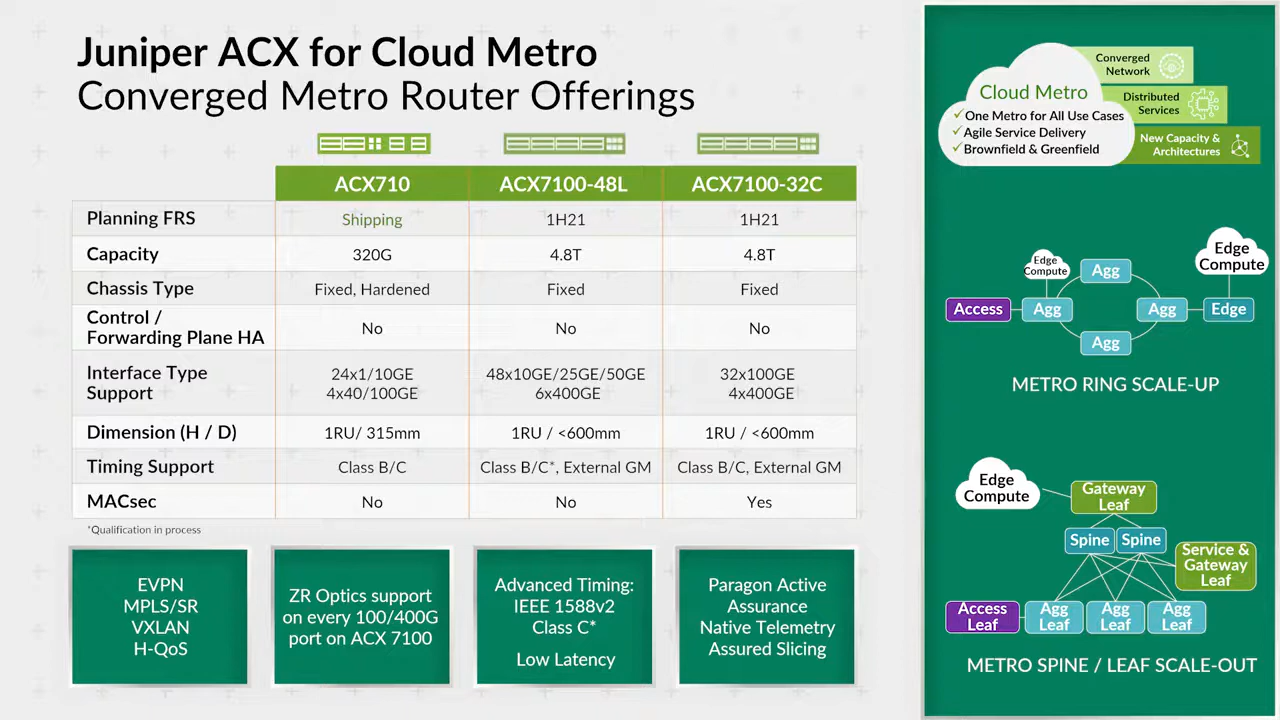 Juniper ACX for Cloud Metro
Converged Metro Router Offerings
ACX710 ACX7100-48L ACX7100-32C
Planning FRS Shipping 1H21 1H21
Capacity 320G 4.8T 4.8T
Chassis Type Fixed, Hardened Fixed Fixed
Control /
Forwarding Plane HA No No No
Interface Type
Support
24x1/10GE
4x40/100GE
48x10GE/25GE/50GE
6x400GE
32x100GE
4x400GE
Dimension (H / D) 1RU/ 315mm 1RU / <600mm 1RU / <600mm
Timing Support Class B/C Class B/C*, External GM Class B/C, External GM
MACsec No No Yes
*Qualification in process
EVPN
MPLS/SR
VXLAN
H-QoS
ZR Optics support
on every 100/400G
port on ACX 7100
Advanced Timing:
IEEE 1588v2
Class C*
Low Latency
Paragon Active
Assurance
Native Telemetry
Assured Slicing
Cloud Metro
✓One Metro for All Use Cases
✓Agile Service Delivery
✓Brownfield & Greenfield
Converged
Network
Distributed
Services
New Capacity &
Architectures
Edge
Compute
Agg
Edge
Compute
Access
Agg
Agg
Edge
Agg
METRO RING SCALE-UP
Edge
Compute
Gateway
Leaf
Spine
Spine
Service &
Gateway
Leaf
Access
Leaf
Agg
Leaf
Agg
Leaf
Agg
Leaf
METRO SPINE / LEAF SCALE-OUT